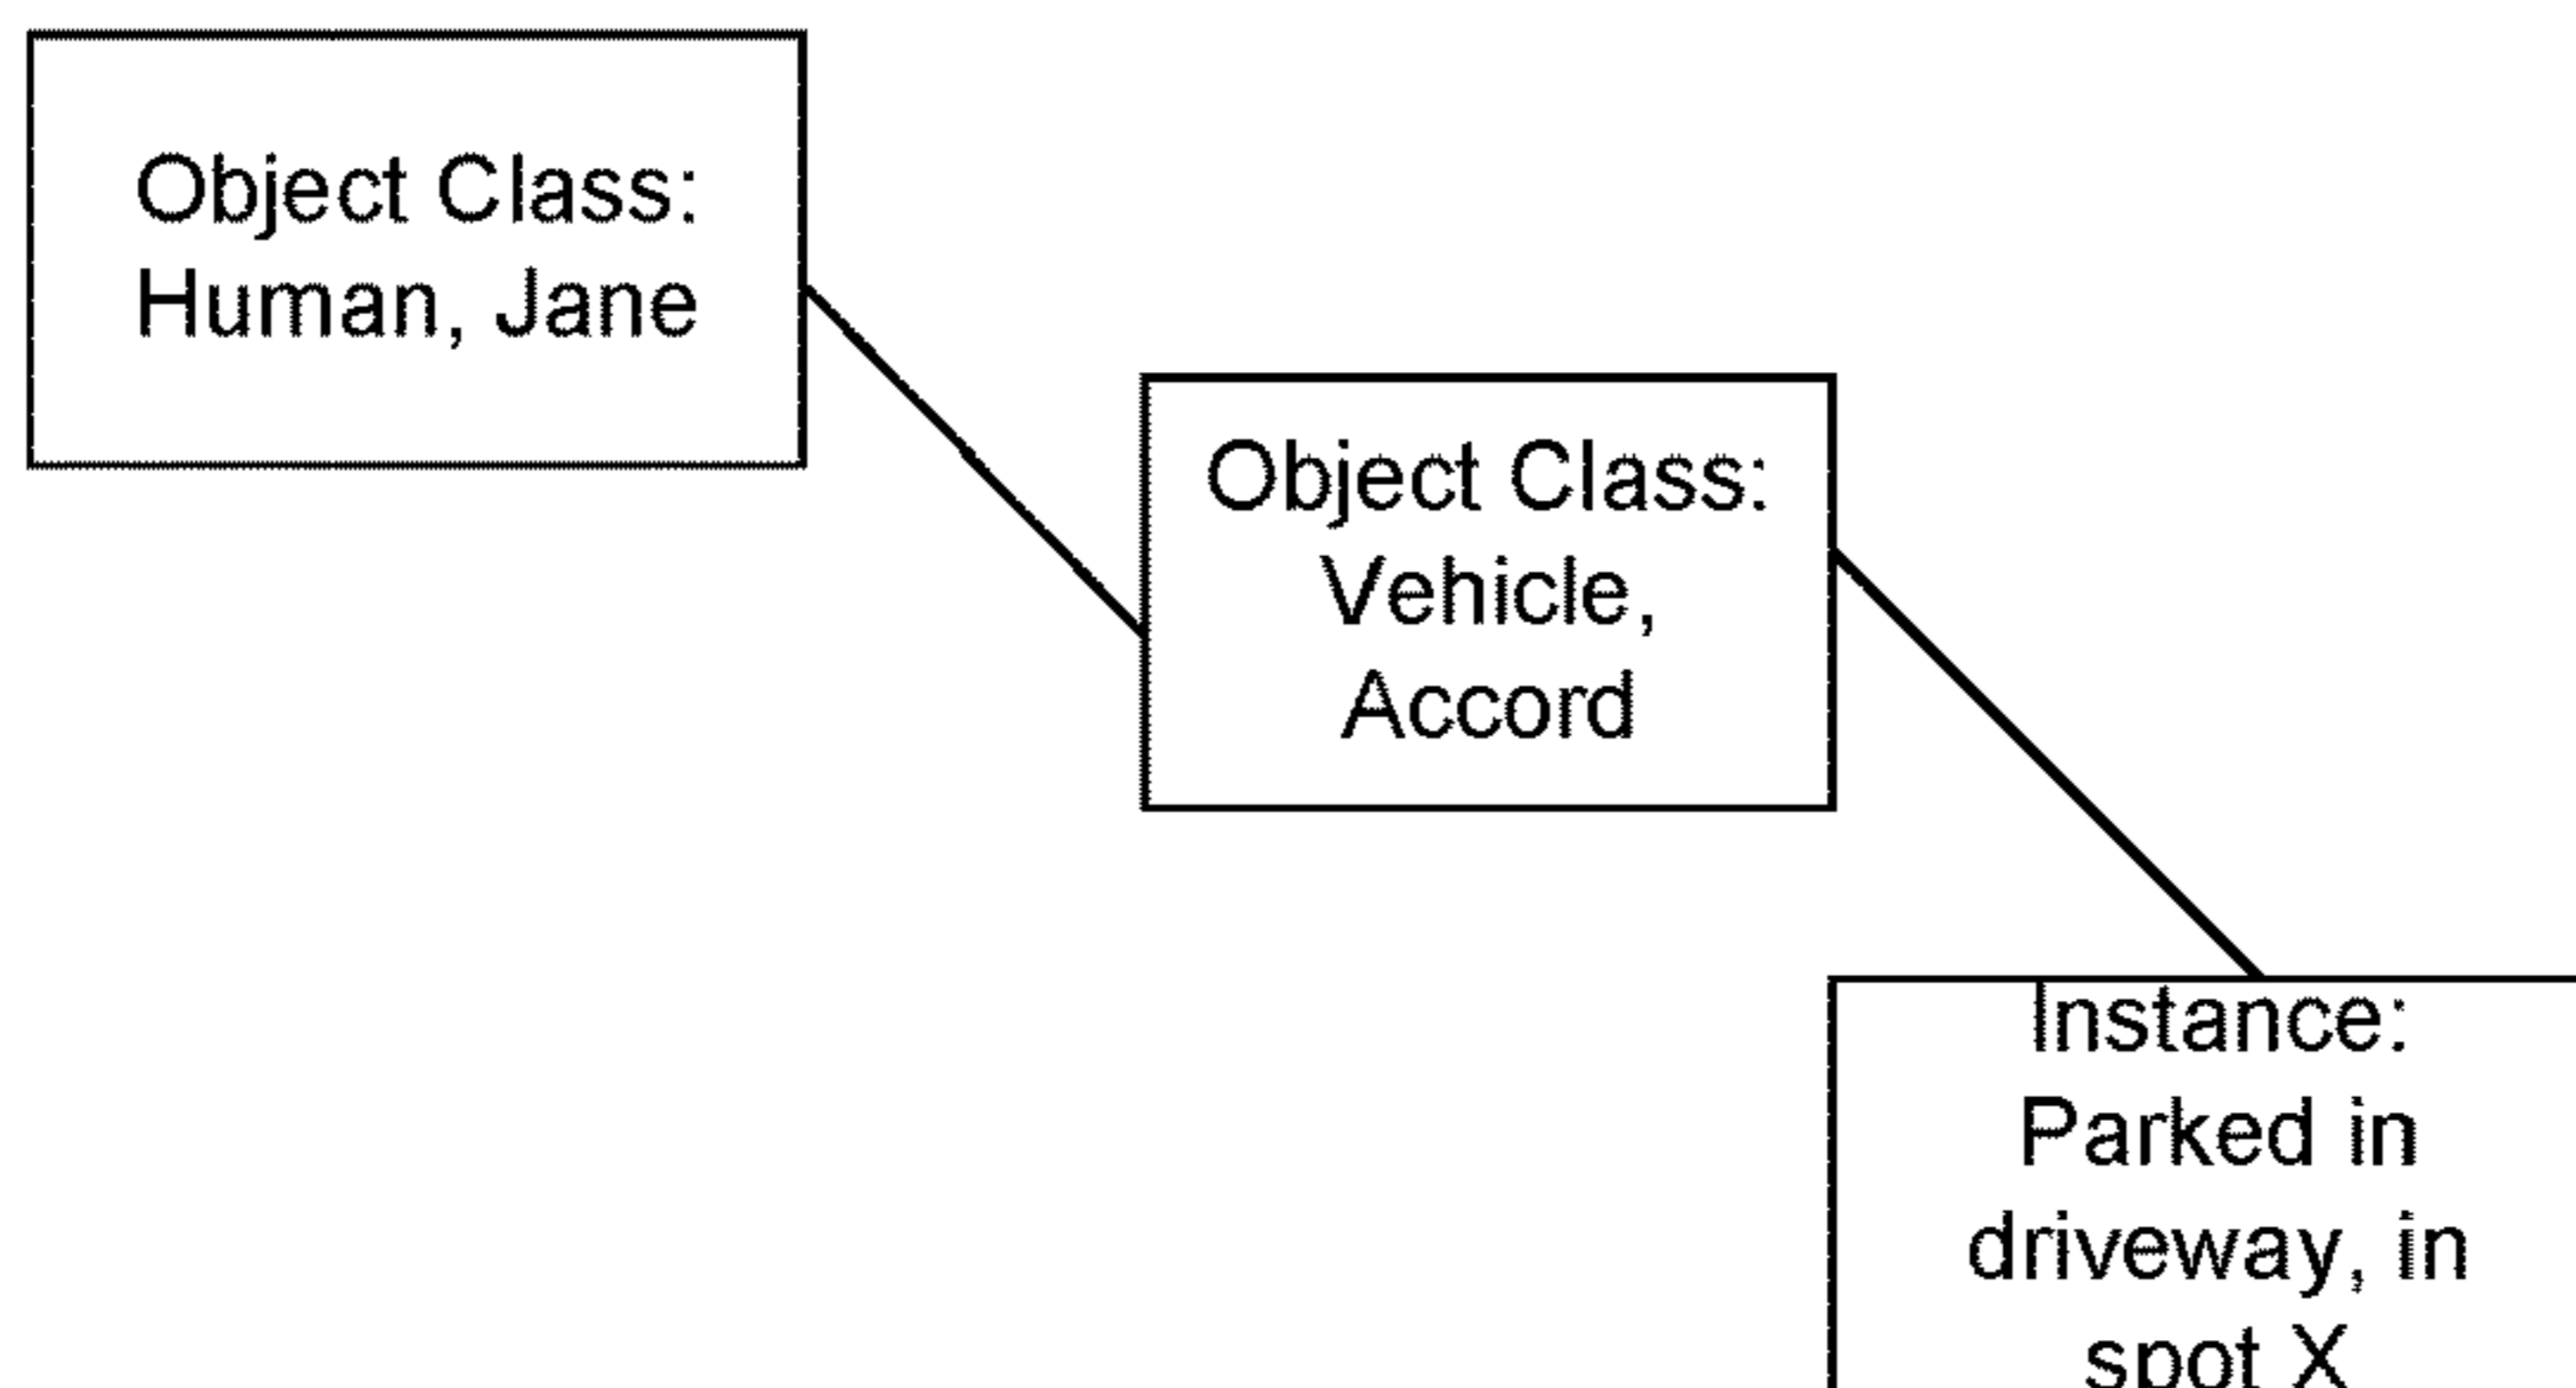 Object Class:
Human, Jane
Object Class:
Vehicle,
Accord
Instance:
Parked in
driveway, in
spot X